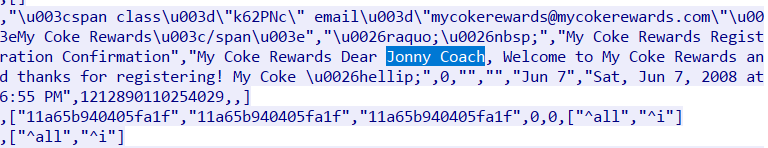 ,"\u003cspan class\u003d\"k62PNc\" email\u003d\"mycokerewards@mycokerewards.com\"\u00
3eMy Coke Rewards\u003c/span\u003e","\u0026raquo;\u0026nbsp;","My Coke Rewards Regist
ration Confirmation","My Coke Rewards Dear Jonny Coach, Welcome to My Coke Rewards an
d thanks for registering! My Coke \u0026hellip;",0,"","","Jun 7","Sat, Jun 7, 2008 at
6:55 PM",1212890110254029,,]
,["11a65b940405fa1f","11a65b940405fa1f","11a65b940405fa1f",0,0,["^all","^i"]
,["^all","^i"]